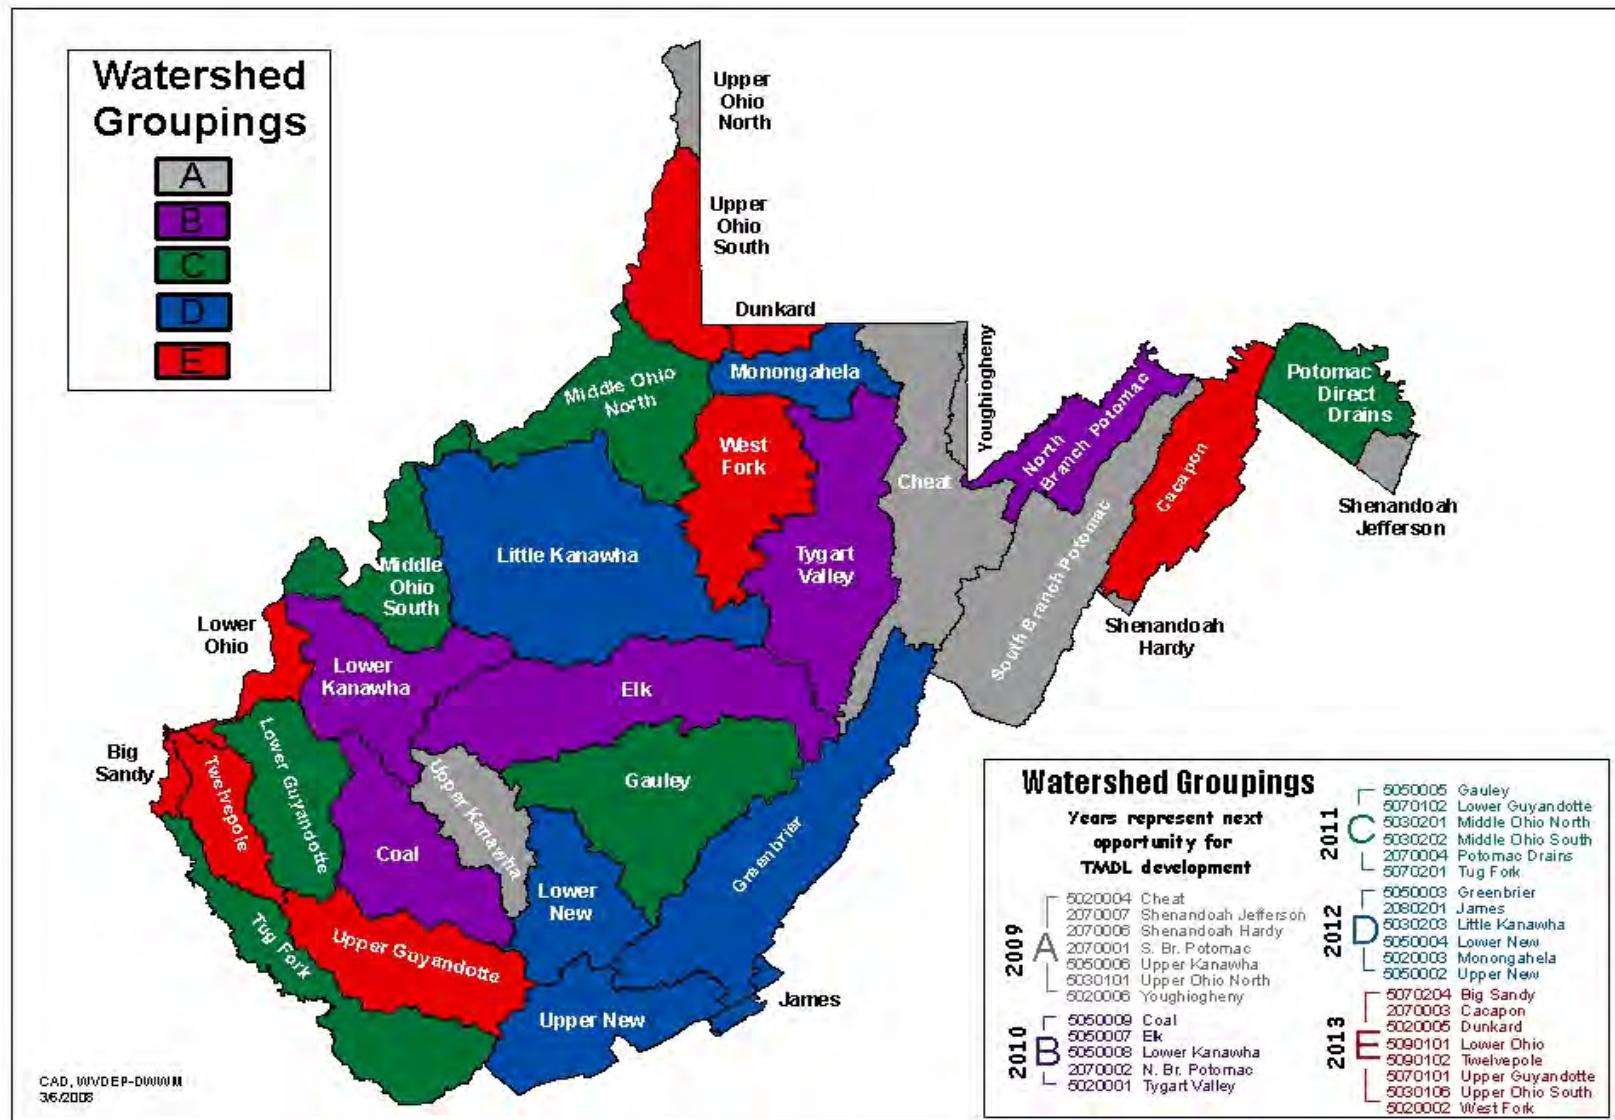 Watershed
Groupings
A
B
C
D
E
Upper
Ohio
North
Upper
Ohio
South
Dunkard
Monongahela
Youghiogheny
Middle Ohio
North
West
Fork
Cheat
North
Branch Potomac
Potomac
Direct
Drains
Cacapon
Shenandoah
Jefferson
Little Kanawha
Tygart
Valley
South Branch Potomac
Middle
Ohio
South
Shenandoah
Hardy
Lower
Ohio
Lower
Kanawha
Elk
Big
Sandy
Twelvepole
Lower Guyandotte
Upper Kanawha
Gauley
Coal
Greenbrier
Lower
New
Tug Fork
Upper Guyandotte
James
Upper New
CAD, WVDEP-DWWM
3/6/2008
Watershed Groupings
Years represent next
opportunity for
TMDL development
2009
A
5020004 Cheat
2070007 Shenandoah Jefferson
2070006 Shenandoah Hardy
2070001 S. Br. Potomac
5050006 Upper Kanawha
5030101 Upper Ohio North
5020006 Youghiogheny
2010
B
5050009 Coal
5050007 Elk
5050008 Lower Kanawha
2070002 N. Br. Potomac
5020001 Tygart Valley
2011
C
5050005 Gauley
5070102 Lower Guyandotte
5030201 Middle Ohio North
5030202 Middle Ohio South
2070004 Potomac Drains
5070201 Tug Fork
2012
D
5050003 Greenbrier
2080201 James
5030203 Little Kanawha
5050004 Lower New
5020003 Monongahela
5050002 Upper New
2013
E
5070204 Big Sandy
2070003 Cacapon
5020005 Dunkard
5090101 Lower Ohio
5090102 Twelvepole
5070101 Upper Guyandotte
5030106 Upper Ohio South
5020002 West Fork